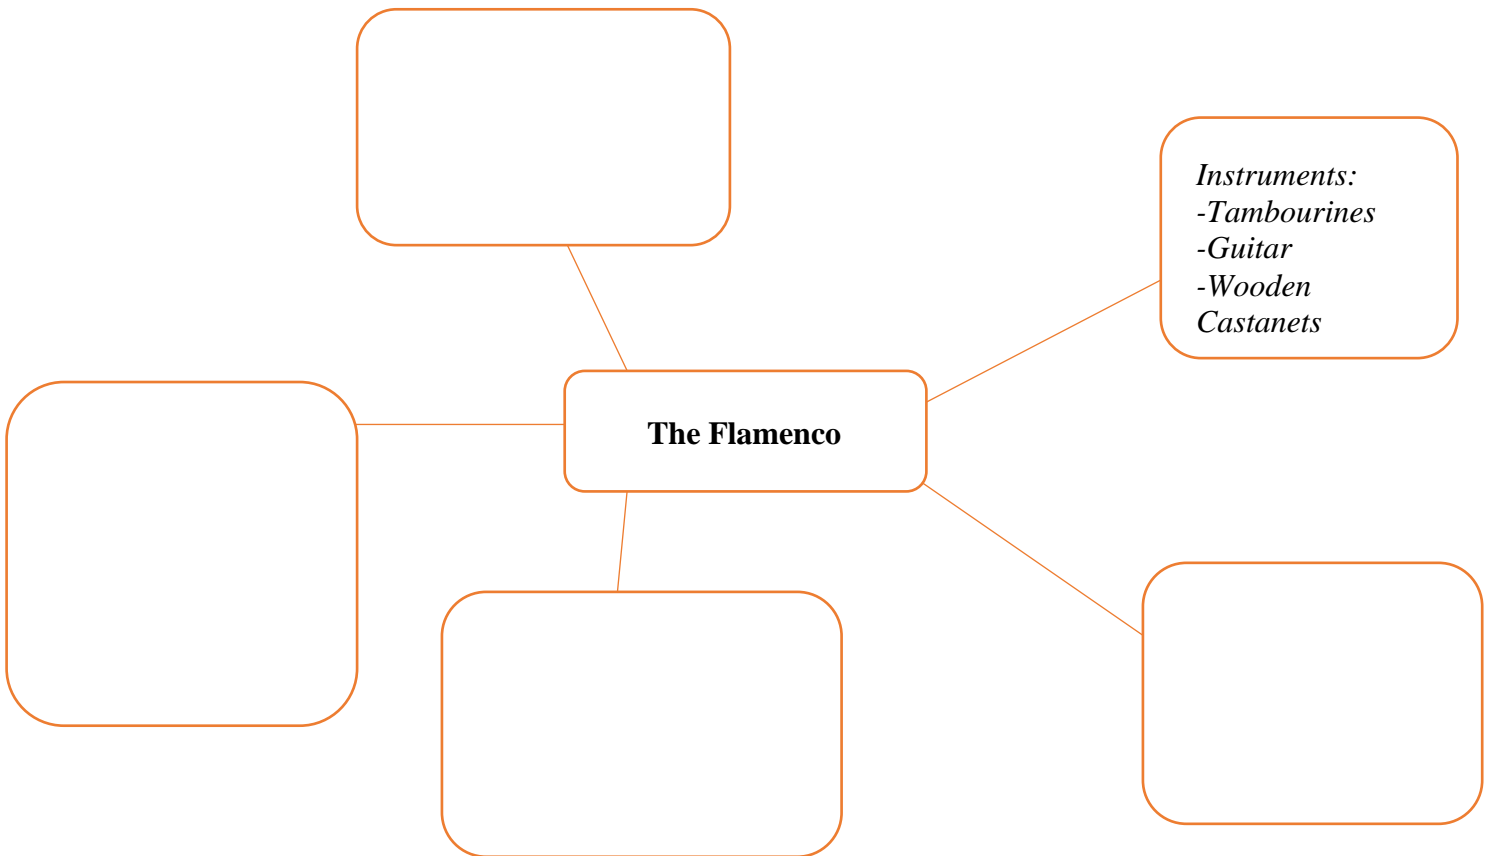 Instruments:
-Tambourines
-Guitar
-Wooden
Castanets
The Flamenco